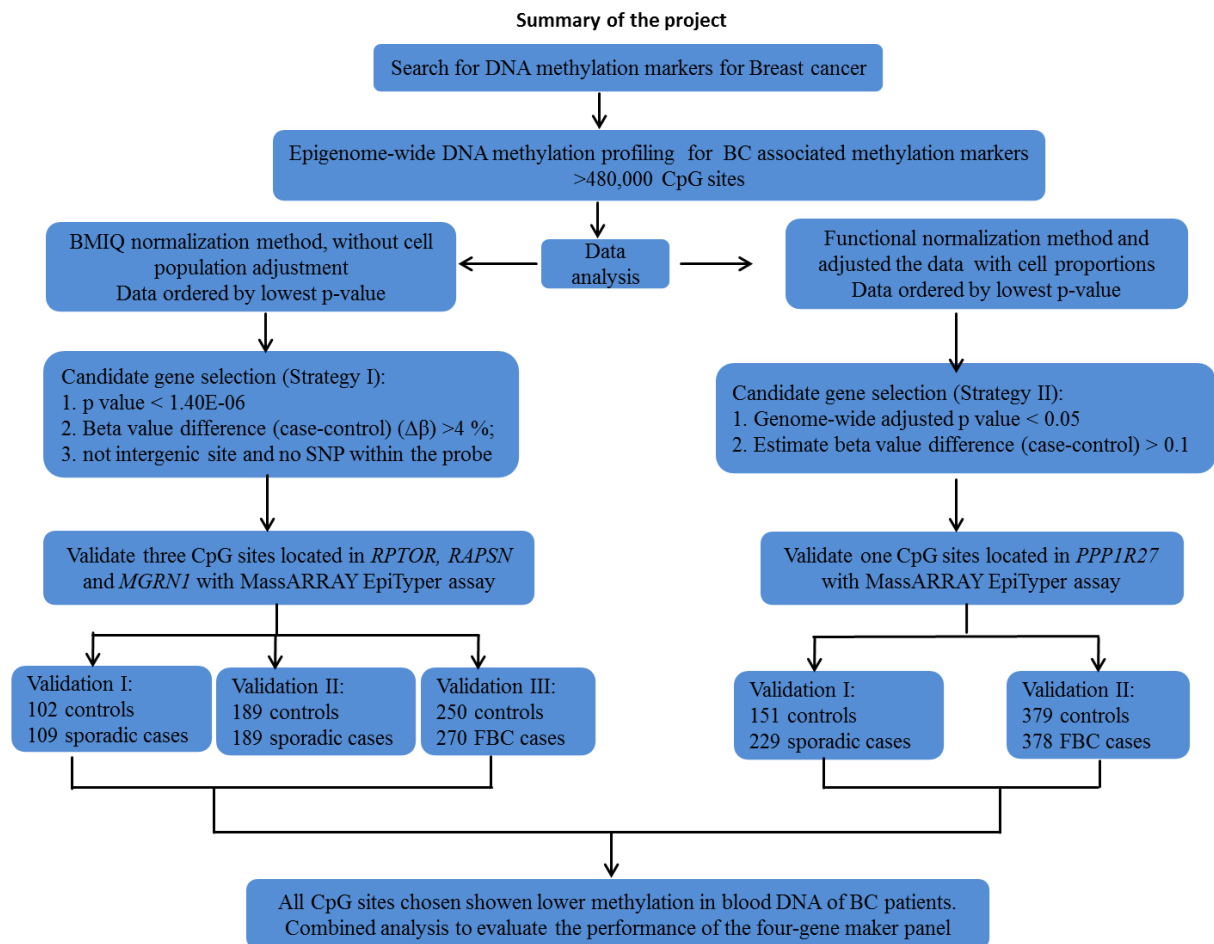 Summary of the project
Search for DNA methylation markers for Breast cancer
Epigenome-wide DNA methylation profiling for BC associated methylation markers
>480,000 CpG sites
BMIQ normalization method, without cell
population adjustment
Data ordered by lowest p-value
Data
analysis
Functional normalization method and
adjusted the data with cell proportions
Data ordered by lowest p-value
Candidate gene selection (Strategy I):
1. p value < 1.40E-06
2. Beta value difference (case-control) (Δβ) >4 %;
3. not intergenic site and no SNP within the probe
Candidate gene selection (Strategy II):
1. Genome-wide adjusted p value < 0.05
2. Estimate beta value difference (case-control) > 0.1
Validate three CpG sites located in RPTOR, RAPSN
and MGRN1 with MassARRAY EpiTyper assay
Validate one CpG sites located in PPP1R27
with MassARRAY EpiTyper assay
Validation I:
102 controls
109 sporadic cases
Validation II:
189 controls
189 sporadic cases
Validation III:
250 controls
270 FBC cases
Validation I:
151 controls
229 sporadic cases
Validation II:
379 controls
378 FBC cases
All CpG sites chosen showen lower methylation in blood DNA of BC patients.
Combined analysis to evaluate the performance of the four-gene maker panel